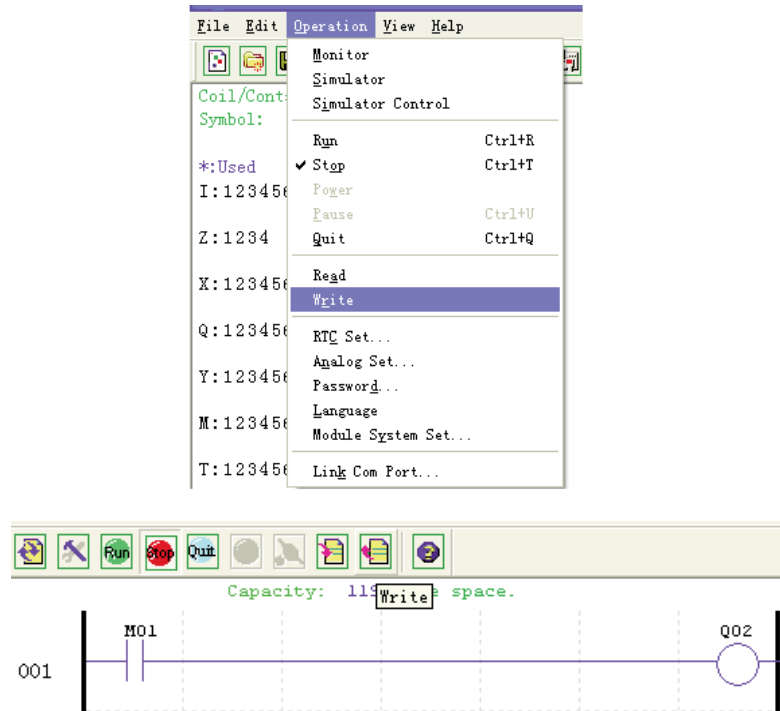 File Edit Operation View Help
Monitor
Simulator
Coil/Cont
Simulator Control
Symbol:
Run Ctrl+R
*:Used
✔ Stop Ctrl+T
I:123456
Power
Pause Ctrl+U
Z:1234
Quit Ctrl+Q
Read
X:123456
Write
Q:123456
RTC Set...
Analog Set...
Y:123456
Password...
Language
M:123456
Module System Set...
T:123456
Link Com Port...
Run Stop Quit
Capacity: 119 space.
Write
M01 Q02
001